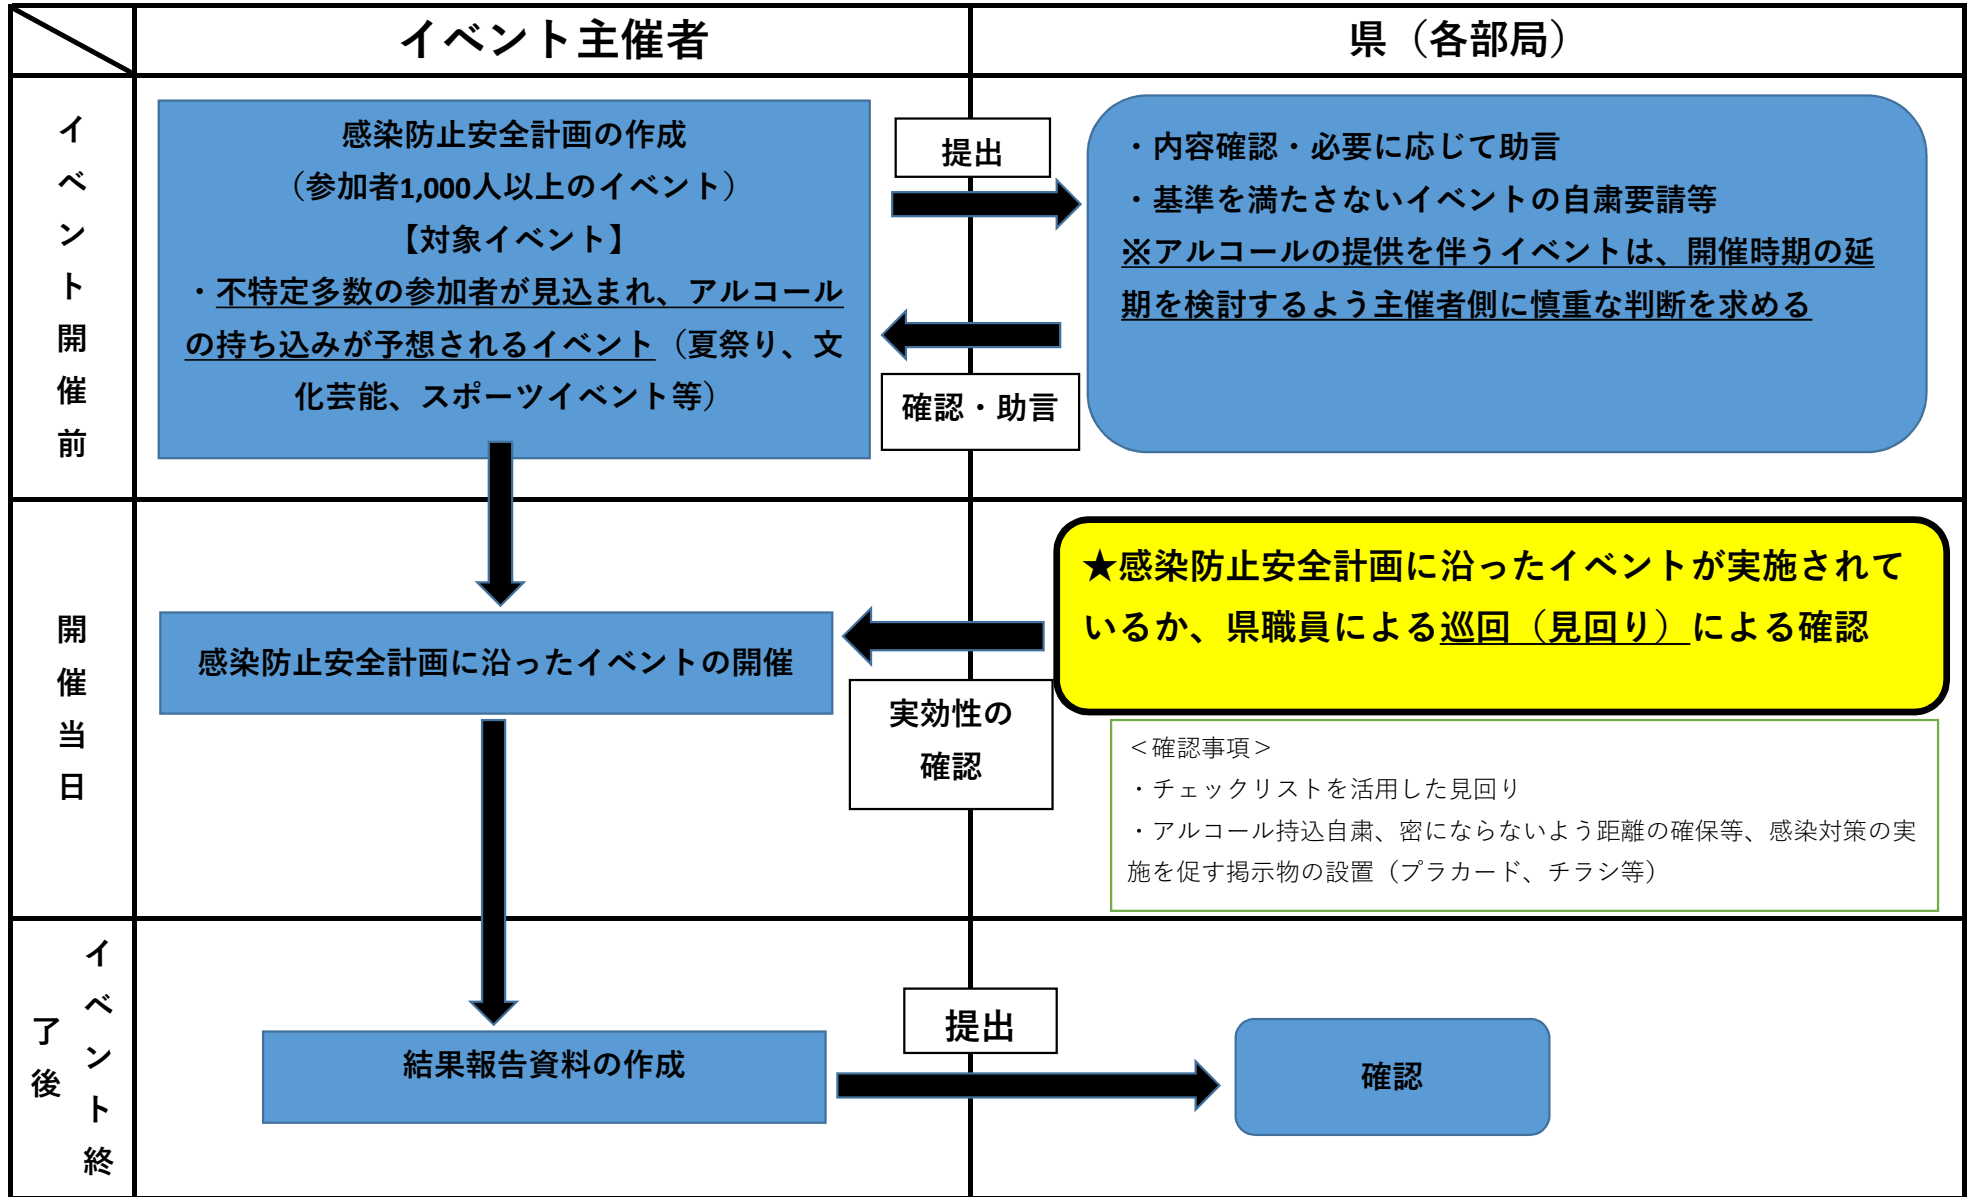 イベント主催者
県（各部局）
イベント開催前
感染防止安全計画の作成
（参加者1,000人以上のイベント）
【対象イベント】
・不特定多数の参加者が見込まれ、アルコール
の持ち込みが予想されるイベント（夏祭り、文
化芸能、スポーツイベント等）
提出
確認・助言
・内容確認・必要に応じて助言
・基準を満たさないイベントの自粛要請等
※アルコールの提供を伴うイベントは、開催時期の延
期を検討するよう主催者側に慎重な判断を求める
開催当日
感染防止安全計画に沿ったイベントの開催
実効性の
確認
★感染防止安全計画に沿ったイベントが実施されて
いるか、県職員による巡回（見回り）による確認
＜確認事項＞
・チェックリストを活用した見回り
・アルコール持込自粛、密にならないよう距離の確保等、感染対策の実
施を促す掲示物の設置（プラカード、チラシ等）
イベント終
了後
結果報告資料の作成
提出
確認